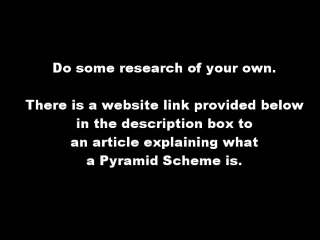 Do some research of your own.
There is a website link provided below
in the description box to
an article explaining what
a Pyramid Scheme is.